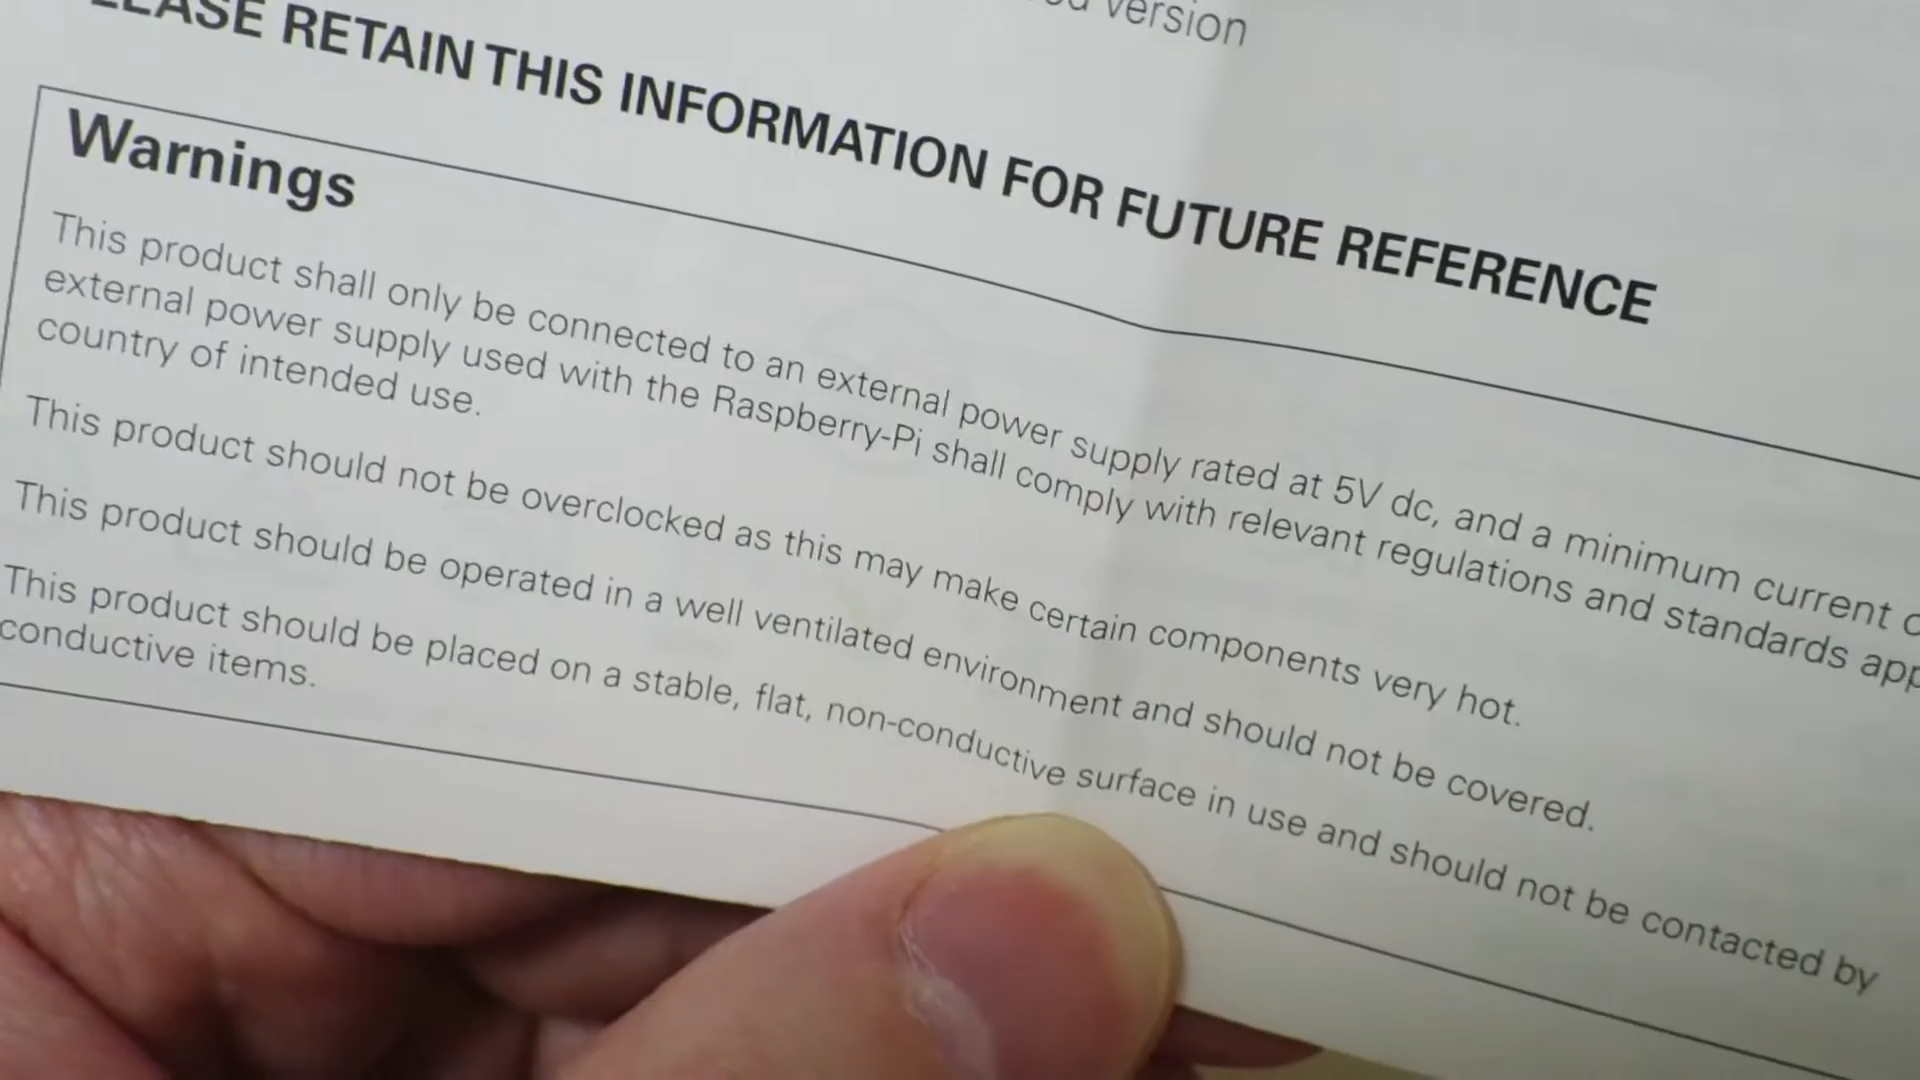 version
PLEASE RETAIN THIS INFORMATION FOR FUTURE REFERENCE
Warnings
This product shall only be connected to an external power supply rated at 5V dc, and a minimum current
external power supply used with the Raspberry-Pi shall comply with relevant regulations and standards
country of intended use.
This product should not be overclocked as this may make certain components very hot.
This product should be operated in a well ventilated environment and should not be covered.
This product should be placed on a stable, flat, non-conductive surface in use and should not be contacted by
conductive items.